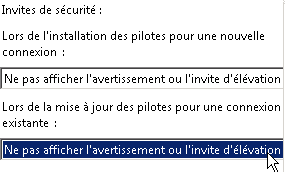 Invites de sécurité :
Lors de l'installation des pilotes pour une nouvelle
connexion :
Ne pas afficher l'avertissement ou l'invite d'élévation
Lors de la mise à jour des pilotes pour une connexion
existante :
Ne pas afficher l'avertissement ou l'invite d'élévation